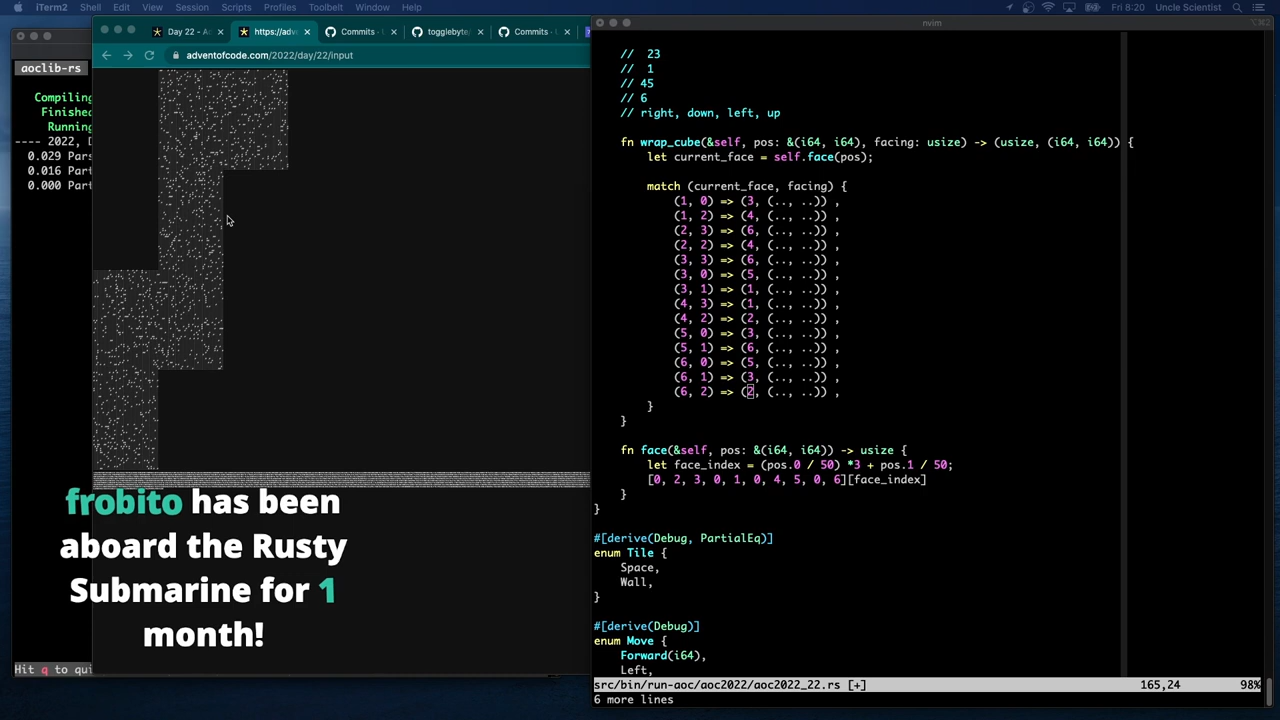 iTerm2 Shell Edit View Session Scripts Profiles Toolbelt Window Help Fri 8:20 Uncle Scientist
Day 22 - A
https://adv
Commits -
togglebyte/
Commits -
nvim
⌥⌘2
adventofcode.com/2022/day/22/input
aoclib-rs
Compiling
Finished
Running
---- 2022,
0.029 Pars
0.016 Part
0.000 Part
frobito has been
aboard the Rusty
Submarine for 1
month!
Hit q to qui
// 23
// 1
// 45
// 6
// right, down, left, up
fn wrap_cube(&self, pos: &(i64, i64), facing: usize) -> (usize, (i64, i64)) {
let current_face = self.face(pos);
match (current_face, facing) {
(1, 0) => (3, (.., ..)) ,
(1, 2) => (4, (.., ..)) ,
(2, 3) => (6, (.., ..)) ,
(2, 2) => (4, (.., ..)) ,
(3, 3) => (6, (.., ..)) ,
(3, 0) => (5, (.., ..)) ,
(3, 1) => (1, (.., ..)) ,
(4, 3) => (1, (.., ..)) ,
(4, 2) => (2, (.., ..)) ,
(5, 0) => (3, (.., ..)) ,
(5, 1) => (6, (.., ..)) ,
(6, 0) => (5, (.., ..)) ,
(6, 1) => (3, (.., ..)) ,
(6, 2) => (2, (.., ..)) ,
}
}
fn face(&self, pos: &(i64, i64)) -> usize {
let face_index = (pos.0 / 50) *3 + pos.1 / 50;
[0, 2, 3, 0, 1, 0, 4, 5, 0, 6][face_index]
}
}
#[derive(Debug, PartialEq)]
enum Tile {
Space,
Wall,
}
#[derive(Debug)]
enum Move {
Forward(i64),
Left,
src/bin/run-aoc/aoc2022/aoc2022_22.rs [+] 165,24 98%
6 more lines